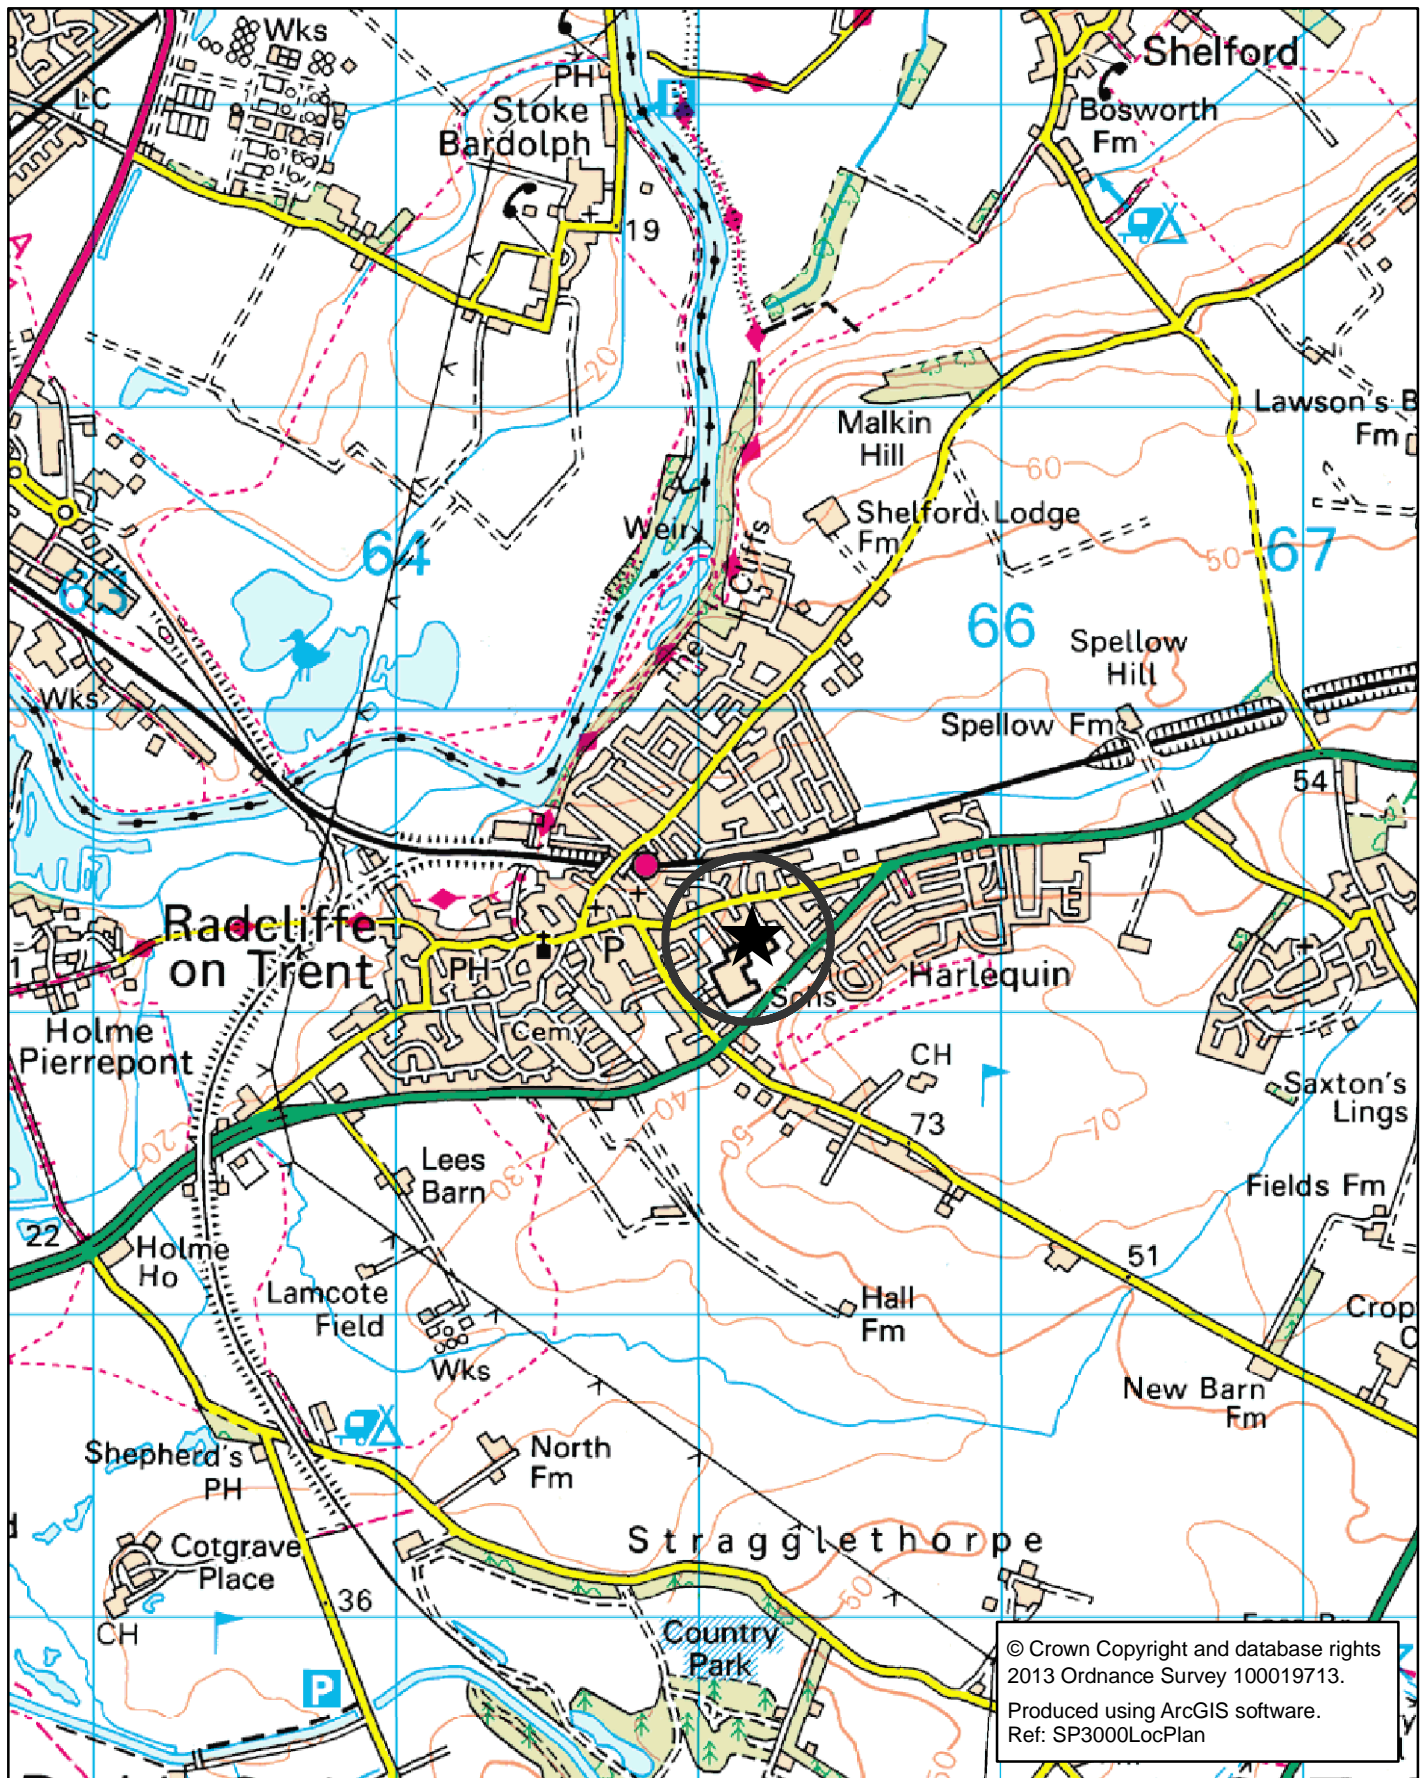 Wks
Shelford
PH
LC
Stoke
Bardolph
Bosworth
Fm
19
20
Malkin
Hill
Lawson's B
Fm
60
Shelford Lodge
Fm
Weir
The Cliffs
50
64
67
63
66
Spellow
Hill
Wks
Spellow Fm
54
Radcliffe
on Trent
P
PH
Harlequin
Schs
Holme
Pierrepont
Cemy
CH
Saxton's
Lings
40
73
70
20
50
Lees
Barn
30
Fields Fm
22
Holme
Ho
51
Lamcote
Field
Hall
Fm
Crop
C
Wks
New Barn
Fm
Shepherd's
PH
North
Fm
Stragglethorpe
Cotgrave
Place
36
50
CH
Country
Park
P
50
© Crown Copyright and database rights
2013 Ordnance Survey 100019713.
Produced using ArcGIS software.
Ref: SP3000LocPlan